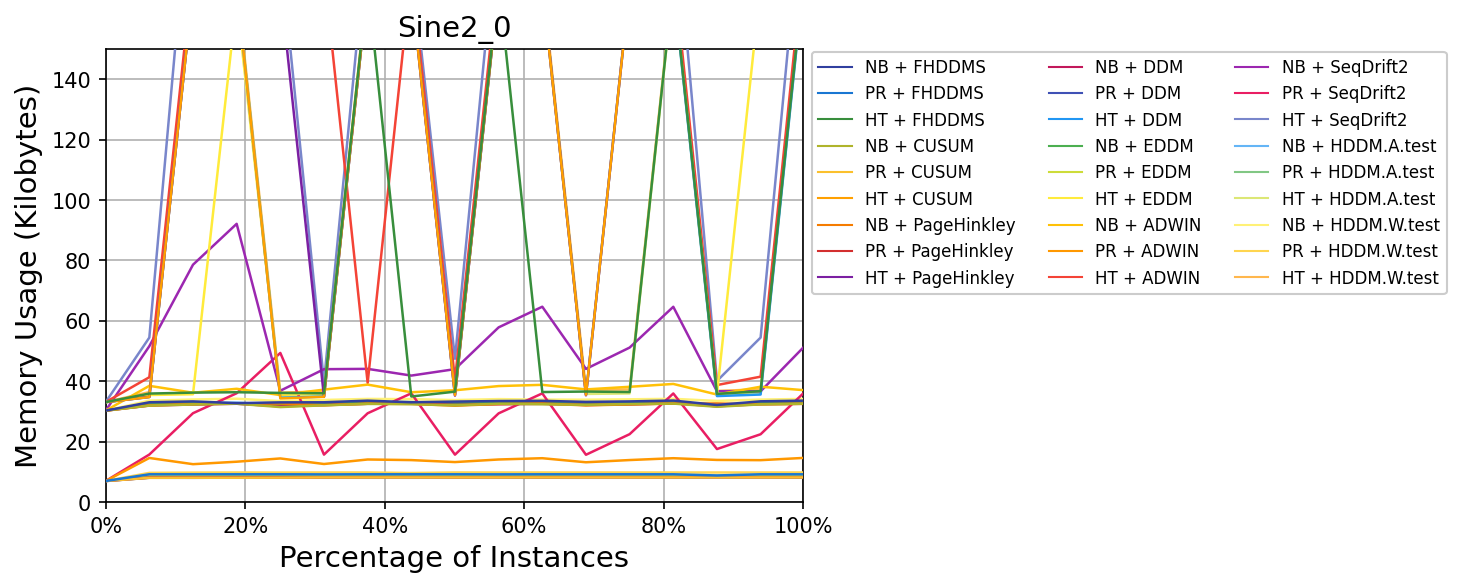 Sine2_0
Memory Usage (Kilobytes)
140
120
100
80
60
40
20
0
0%
20%
40%
60%
80%
100%
Percentage of Instances
NB + FHDDMS
PR + FHDDMS
HT + FHDDMS
NB + CUSUM
PR + CUSUM
HT + CUSUM
NB + PageHinkley
PR + PageHinkley
HT + PageHinkley
NB + DDM
PR + DDM
HT + DDM
NB + EDDM
PR + EDDM
HT + EDDM
NB + ADWIN
PR + ADWIN
HT + ADWIN
NB + SeqDrift2
PR + SeqDrift2
HT + SeqDrift2
NB + HDDM.A.test
PR + HDDM.A.test
HT + HDDM.A.test
NB + HDDM.W.test
PR + HDDM.W.test
HT + HDDM.W.test